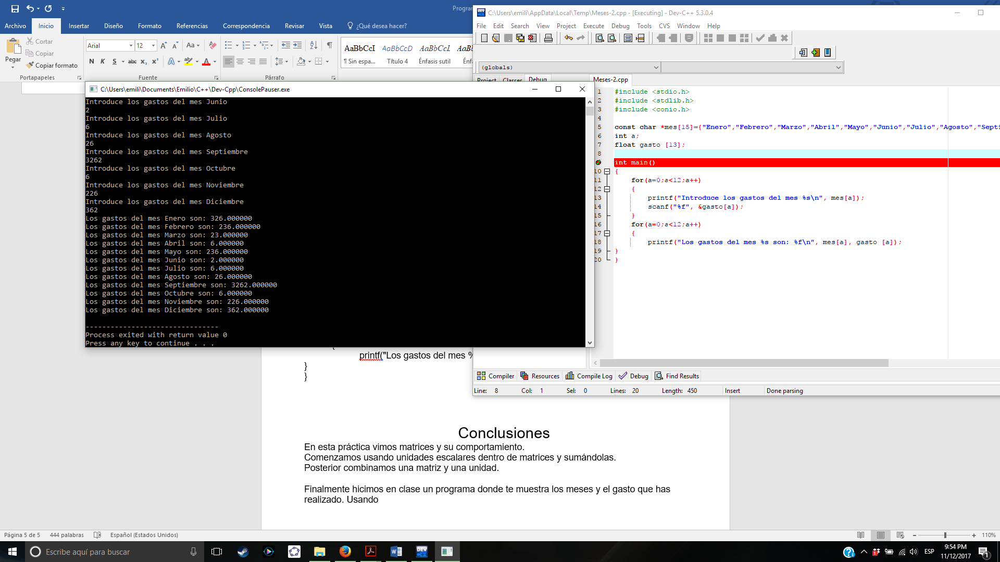 Program
Archivo Inicio Insertar Diseño Formato Referencias Correspondencia Revisar Vista ¿Qué desea hacer?
Pegar
Cortar
Copiar
Copiar formato
Portapapeles
Arial 12
Aa
N K S abc x₂ x²
Fuente
Párrafo
AaBbCcI AaBbCcD AaBbCcL
¶ Sin espa... Título 4 Énfasis sutil
C:\Users\emili\AppData\Local\Temp\Meses-2.cpp - [Executing] - Dev-C++ 5.3.0.4
File Edit Search View Project Execute Debug Tools CVS Window Help
(globals)
Project Classes Debug
Meses-2.cpp
1 #include <stdio.h>
2 #include <stdlib.h>
3 #include <conio.h>
4
5 const char *mes[15]={"Enero","Febrero","Marzo","Abril","Mayo","Junio","Julio","Agosto","Septi
6 int a;
7 float gasto [13];
8
int main()
10 {
11 for(a=0;a<12;a++)
12 {
13 printf("Introduce los gastos del mes %s\n", mes[a]);
14 scanf("%f", &gasto[a]);
15 }
16 for(a=0;a<12;a++)
17 {
18 printf("Los gastos del mes %s son: %f\n", mes[a], gasto [a]);
19 }
20 }
Compiler Resources Compile Log Debug Find Results
Line: 8 Col: 1 Sel: 0 Lines: 20 Length: 450 Insert Done parsing
C:\Users\emili\Documents\Emilio\C++\Dev-Cpp\ConsolePauser.exe
Introduce los gastos del mes Junio
2
Introduce los gastos del mes Julio
6
Introduce los gastos del mes Agosto
26
Introduce los gastos del mes Septiembre
3262
Introduce los gastos del mes Octubre
6
Introduce los gastos del mes Noviembre
226
Introduce los gastos del mes Diciembre
362
Los gastos del mes Enero son: 326.000000
Los gastos del mes Febrero son: 236.000000
Los gastos del mes Marzo son: 23.000000
Los gastos del mes Abril son: 6.000000
Los gastos del mes Mayo son: 236.000000
Los gastos del mes Junio son: 2.000000
Los gastos del mes Julio son: 6.000000
Los gastos del mes Agosto son: 26.000000
Los gastos del mes Septiembre son: 3262.000000
Los gastos del mes Octubre son: 6.000000
Los gastos del mes Noviembre son: 226.000000
Los gastos del mes Diciembre son: 362.000000
--------------------------------
Process exited with return value 0
Press any key to continue . . .
printf("Los gastos del mes %
}
}
Conclusiones
En esta práctica vimos matrices y su comportamiento.
Comenzamos usando unidades escalares dentro de matrices y sumándolas.
Posterior combinamos una matriz y una unidad.
Finalmente hicimos en clase un programa donde te muestra los meses y el gasto que has
realizado. Usando
Página 5 de 5 444 palabras Español (Estados Unidos) 110%
Escribe aquí para buscar
DEV
ESP
9:54 PM
11/12/2017
1